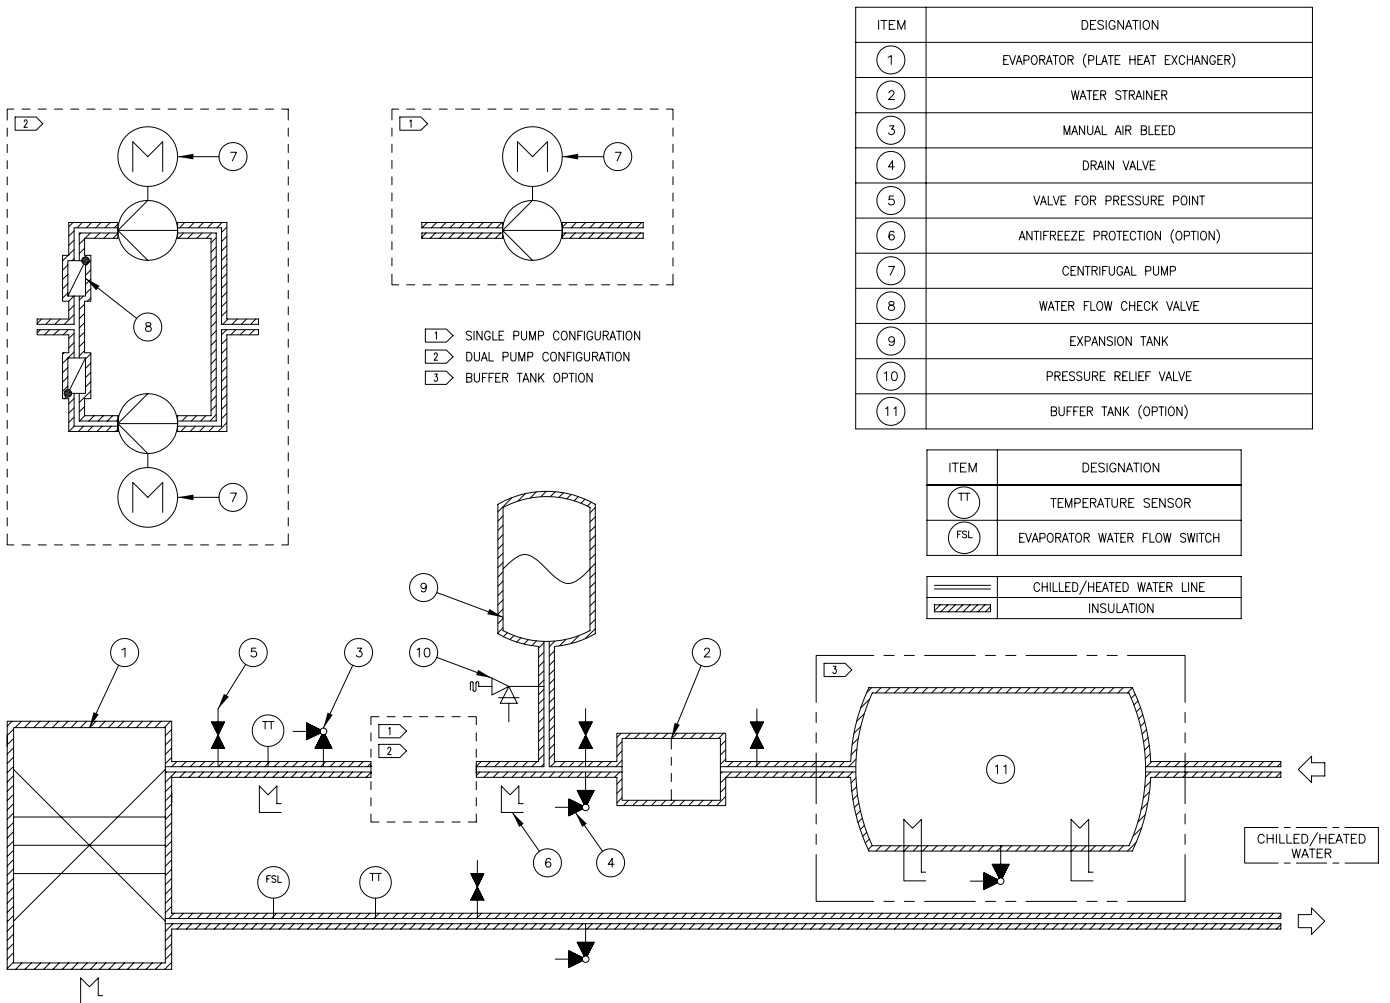 ITEM DESIGNATION
1 EVAPORATOR (PLATE HEAT EXCHANGER)
2 WATER STRAINER
3 MANUAL AIR BLEED
4 DRAIN VALVE
5 VALVE FOR PRESSURE POINT
6 ANTIFREEZE PROTECTION (OPTION)
7 CENTRIFUGAL PUMP
8 WATER FLOW CHECK VALVE
9 EXPANSION TANK
10 PRESSURE RELIEF VALVE
11 BUFFER TANK (OPTION)
2
7
8
7
1
7
1 SINGLE PUMP CONFIGURATION
2 DUAL PUMP CONFIGURATION
3 BUFFER TANK OPTION
ITEM DESIGNATION
TT TEMPERATURE SENSOR
FSL EVAPORATOR WATER FLOW SWITCH
CHILLED/HEATED WATER LINE
INSULATION
9
1
5
3
10
2
3
TT
1
2
11
6
4
FSL
TT
CHILLED/HEATED
WATER